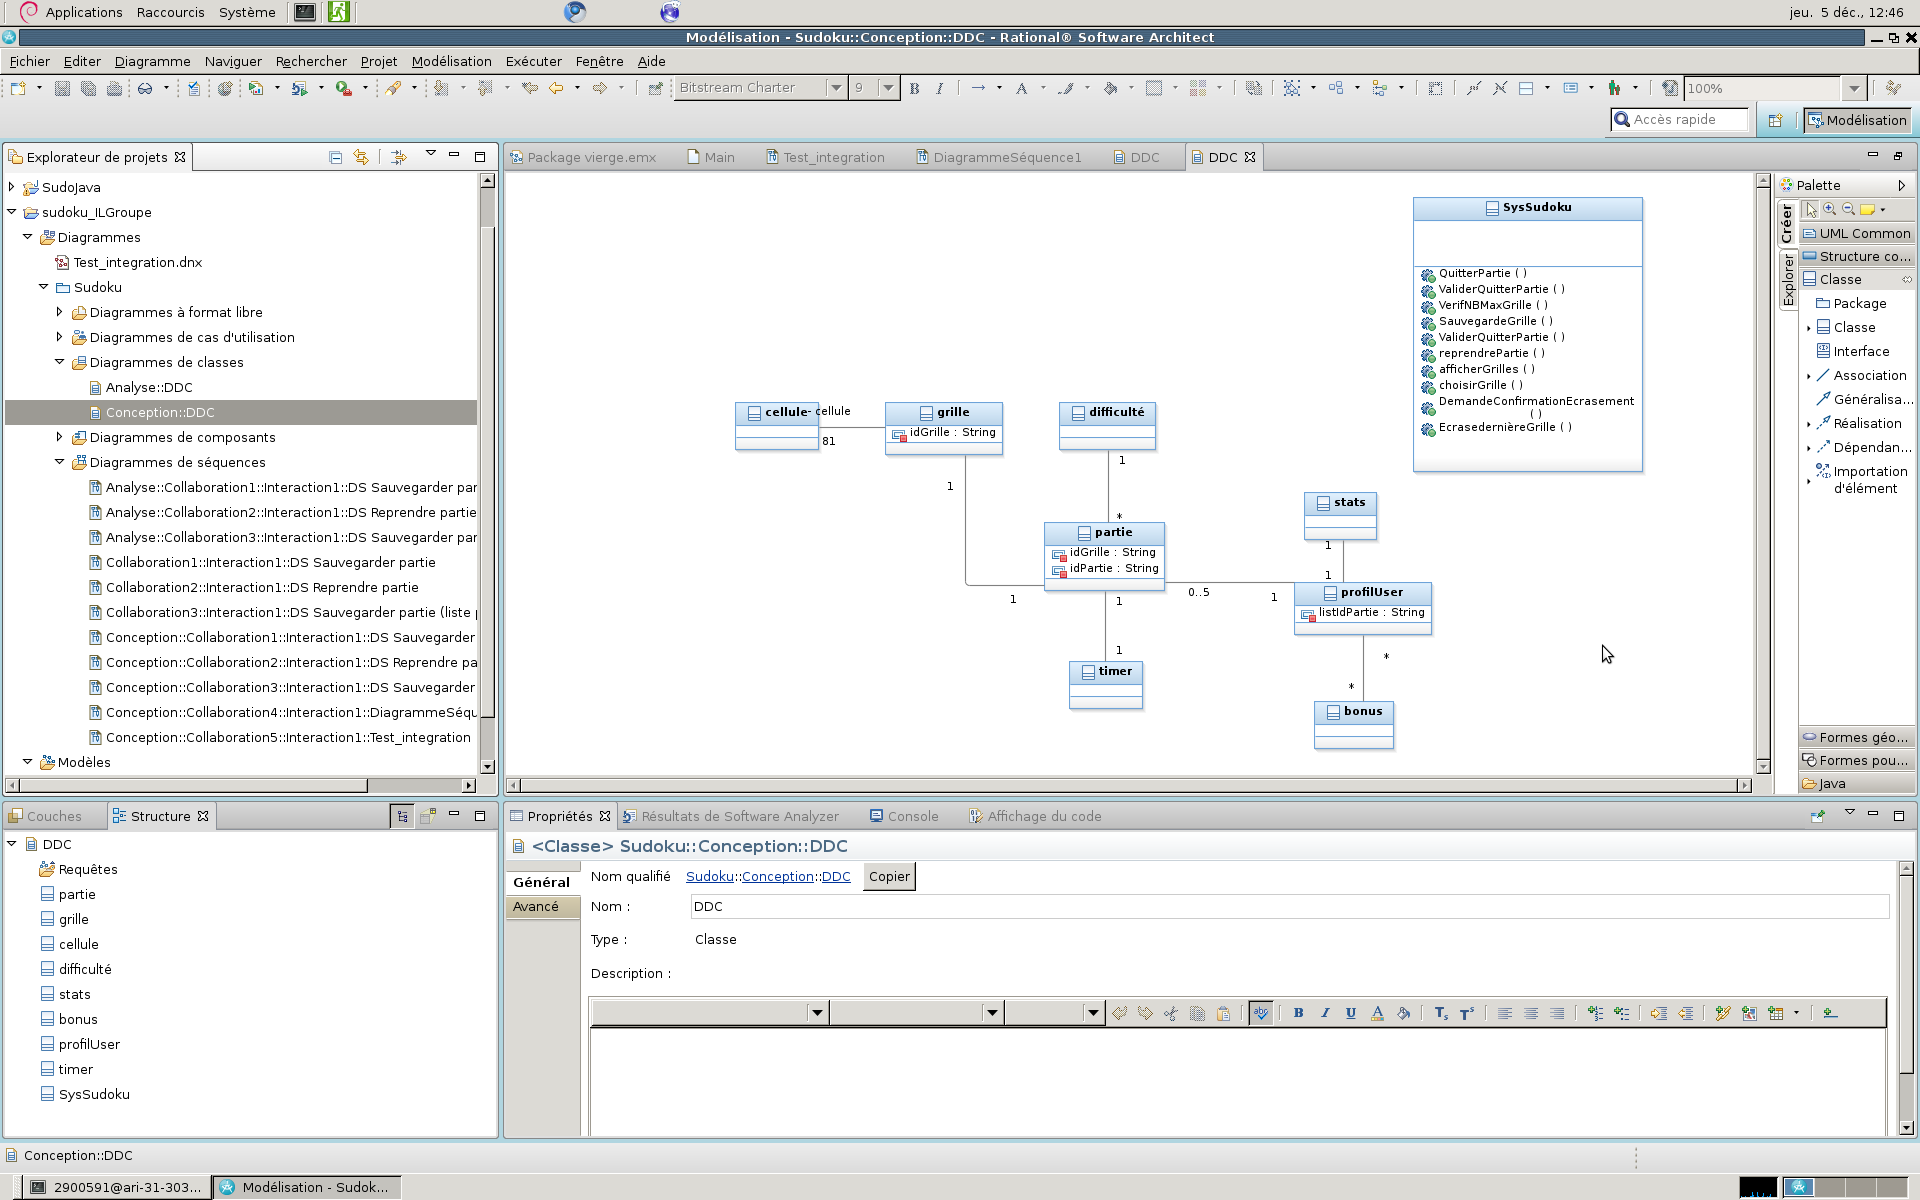 Applications Raccourcis Système
jeu. 5 déc., 12:46
Modélisation - Sudoku::Conception::DDC - Rational® Software Architect
Fichier Editer Diagramme Naviguer Rechercher Projet Modélisation Exécuter Fenêtre Aide
Bitstream Charter 9 100%
Accès rapide Modélisation
Explorateur de projets
SudoJava
sudoku_ILGroupe
Diagrammes
Test_integration.dnx
Sudoku
Diagrammes à format libre
Diagrammes de cas d'utilisation
Diagrammes de classes
Analyse::DDC
Conception::DDC
Diagrammes de composants
Diagrammes de séquences
Analyse::Collaboration1::Interaction1::DS Sauvegarder par
Analyse::Collaboration2::Interaction1::DS Reprendre partie
Analyse::Collaboration3::Interaction1::DS Sauvegarder par
Collaboration1::Interaction1::DS Sauvegarder partie
Collaboration2::Interaction1::DS Reprendre partie
Collaboration3::Interaction1::DS Sauvegarder partie (liste
Conception::Collaboration1::Interaction1::DS Sauvegarder
Conception::Collaboration2::Interaction1::DS Reprendre pa
Conception::Collaboration3::Interaction1::DS Sauvegarder
Conception::Collaboration4::Interaction1::DiagrammeSéqu
Conception::Collaboration5::Interaction1::Test_integration
Modèles
Package vierge.emx Main Test_integration DiagrammeSéquence1 DDC DDC
SysSudoku
QuitterPartie ( )
ValiderQuitterPartie ( )
VerifNBMaxGrille ( )
SauvegardeGrille ( )
ValiderQuitterPartie ( )
reprendrePartie ( )
afficherGrilles ( )
choisirGrille ( )
DemandeConfirmationEcrasement
( )
EcrasedernièreGrille ( )
cellule
- cellule
81
grille
idGrille : String
1
1
difficulté
1
*
partie
idGrille : String
idPartie : String
0..5
1
1
1
timer
stats
1
1
profilUser
listIdPartie : String
*
*
bonus
Palette
Créer
Explorer
UML Common
Structure co...
Classe
Package
Classe
Interface
Association
Généralisa...
Réalisation
Dépendan...
Importation
d'élément
Formes géo...
Formes pou...
Java
Couches Structure
DDC
Requêtes
partie
grille
cellule
difficulté
stats
bonus
profilUser
timer
SysSudoku
Propriétés Résultats de Software Analyzer Console Affichage du code
<Classe> Sudoku::Conception::DDC
Général
Avancé
Nom qualifié Sudoku::Conception::DDC Copier
Nom : DDC
Type : Classe
Description :
Conception::DDC
2900591@ari-31-303... Modélisation - Sudok...